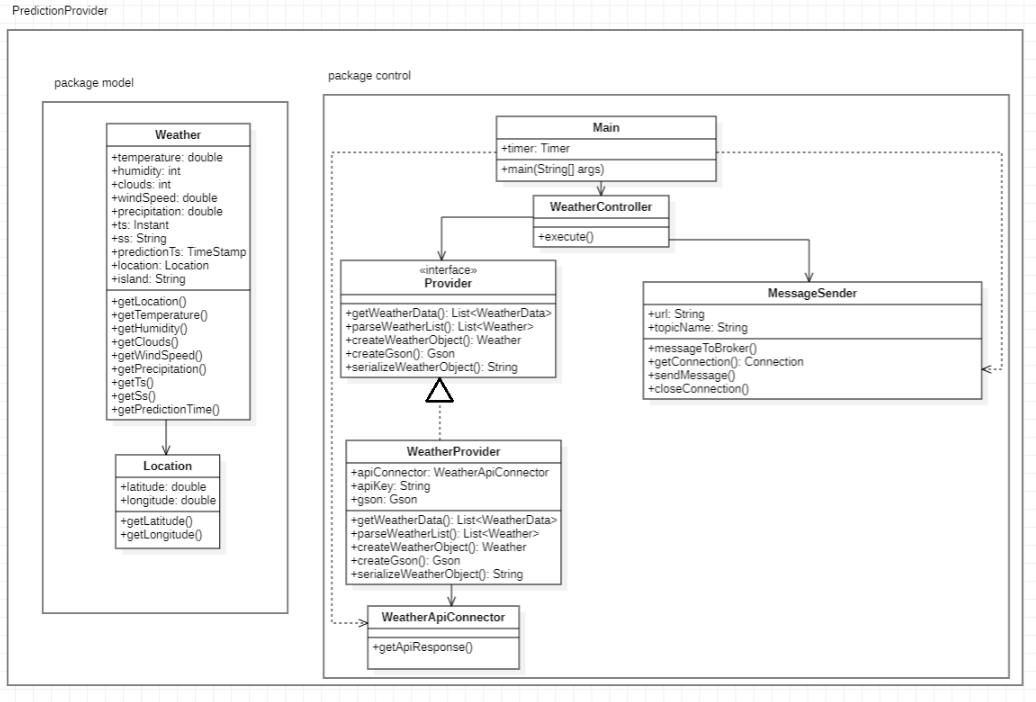 PredictionProvider
package model
Weather
+temperature: double
+humidity: int
+clouds: int
+windSpeed: double
+precipitation: double
+ts: Instant
+ss: String
+predictionTs: TimeStamp
+location: Location
+island: String
+getLocation()
+getTemperature()
+getHumidity()
+getClouds()
+getWindSpeed()
+getPrecipitation()
+getTs()
+getSs()
+getPredictionTime()
Location
+latitude: double
+longitude: double
+getLatitude()
+getLongitude()
package control
Main
+timer: Timer
+main(String[] args)
WeatherController
+execute()
«interface»
Provider
+getWeatherData(): List<WeatherData>
+parseWeatherList(): List<Weather>
+createWeatherObject(): Weather
+createGson(): Gson
+serializeWeatherObject(): String
MessageSender
+url: String
+topicName: String
+messageToBroker()
+getConnection(): Connection
+sendMessage()
+closeConnection()
WeatherProvider
+apiConnector: WeatherApiConnector
+apiKey: String
+gson: Gson
+getWeatherData(): List<WeatherData>
+parseWeatherList(): List<Weather>
+createWeatherObject(): Weather
+createGson(): Gson
+serializeWeatherObject(): String
WeatherApiConnector
+getApiResponse()